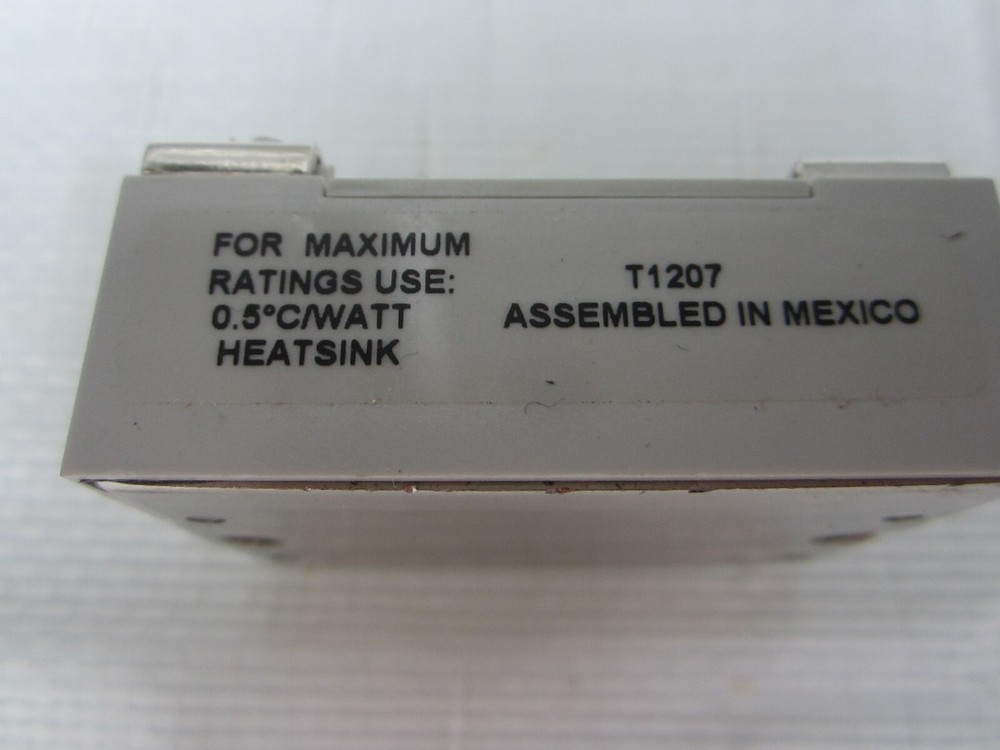 FOR MAXIMUM
RATINGS USE:
0.5°C/WATT
HEATSINK
T1207
ASSEMBLED IN MEXICO